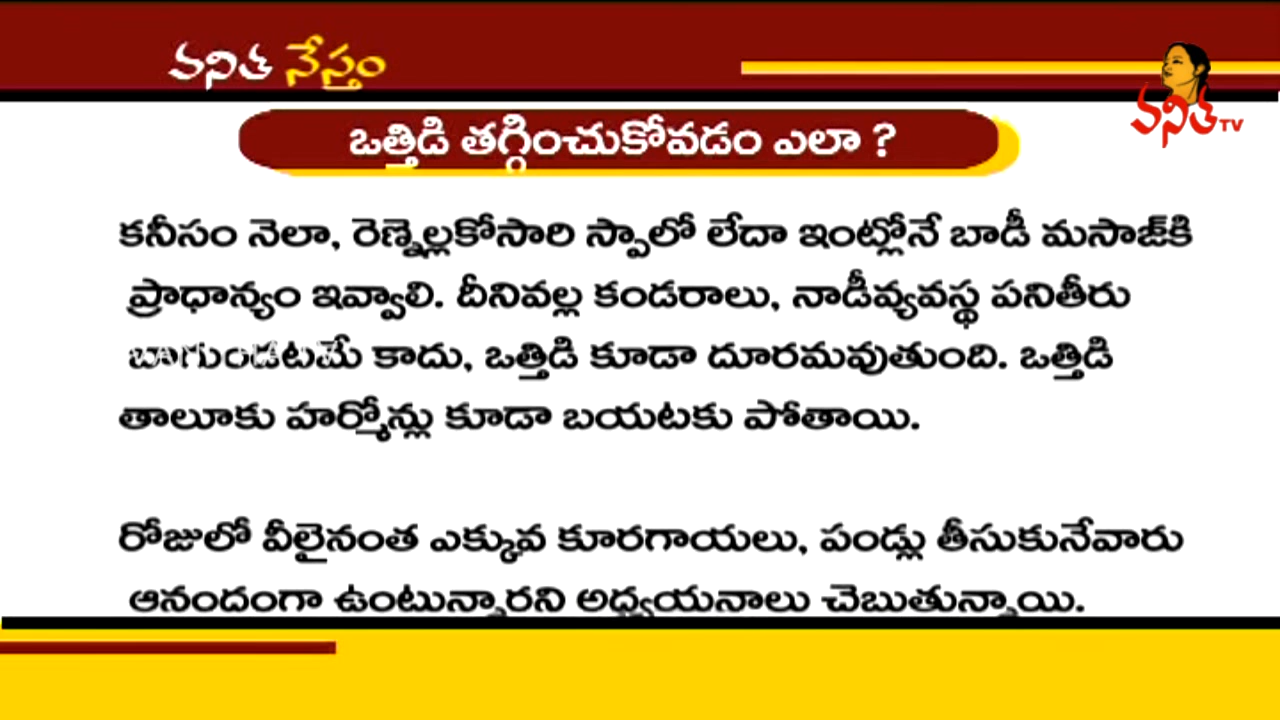 వనిత నేస్తం
వనిత TV
ఒత్తిడి తగ్గించుకోవడం ఎలా ?
కనీసం నెలా, రెణ్నెల్లకోసారి స్పాలో లేదా ఇంట్లోనే బాడీ మసాజ్‌కి
ప్రాధాన్యం ఇవ్వాలి. దీనివల్ల కండరాలు, నాడీవ్యవస్థ పనితీరు
బాగుండటమే కాదు, ఒత్తిడి కూడా దూరమవుతుంది. ఒత్తిడి
తాలూకు హర్మోన్లు కూడా బయటకు పోతాయి.
రోజులో వీలైనంత ఎక్కువ కూరగాయలు, పండ్లు తీసుకునేవారు
ఆనందంగా ఉంటున్నారని అధ్యయనాలు చెబుతున్నాయి.